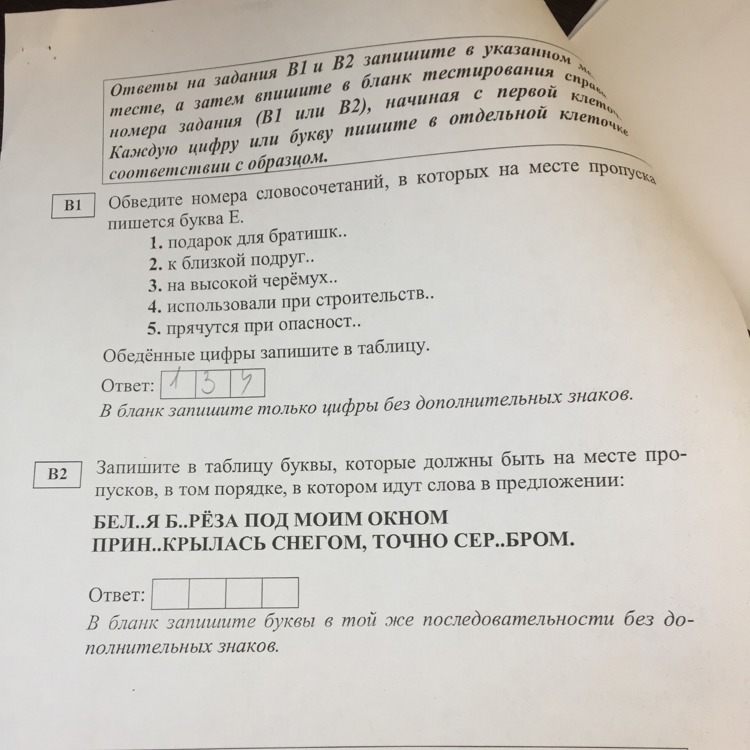 Ответы на задания В1 и В2 запишите в указанном
тесте, а затем впишите в бланк тестирования
номера задания (В1 или В2), начиная с первой
Каждую цифру или букву пишите в отдельной клеточке
соответствии с образцом.
В1 Обведите номера словосочетаний, в которых на месте пропуска
пишется буква Е.
1. подарок для братишк..
2. к близкой подруг..
3. на высокой черёмух..
4. использовали при строительств..
5. прячутся при опасност..
Обедённые цифры запишите в таблицу.
Ответ: 1 3
В бланк запишите только цифры без дополнительных знаков.
В2 Запишите в таблицу буквы, которые должны быть на месте про-
пусков, в том порядке, в котором идут слова в предложении:
БЕЛ..Я Б..РЁЗА ПОД МОИМ ОКНОМ
ПРИН..КРЫЛАСЬ СНЕГОМ, ТОЧНО СЕР..БРОМ.
Ответ:
В бланк запишите буквы в той же последовательности без до-
полнительных знаков.